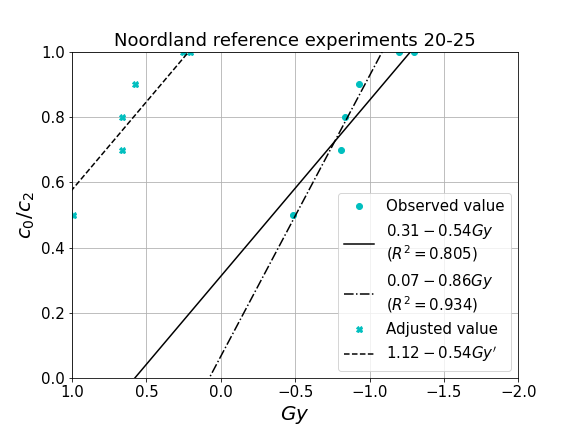 Noordland reference experiments 20-25
1.0
0.8
0.6
0.4
0.2
0.0
c₀/c₂
Observed value
0.31 − 0.54Gy
(R² = 0.805)
0.07 − 0.86Gy
(R² = 0.934)
Adjusted value
1.12 − 0.54Gy′
1.0 0.5 0.0 −0.5 −1.0 −1.5 −2.0
Gy